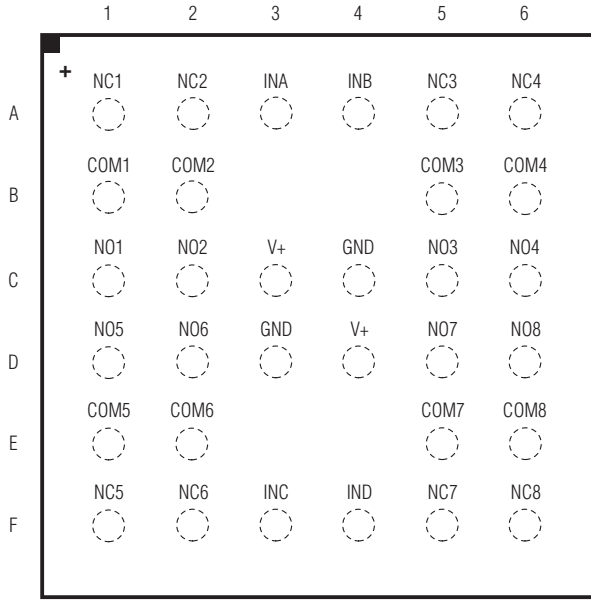 1 2 3 4 5 6
+
NC1 NC2 INA INB NC3 NC4
A
COM1 COM2 COM3 COM4
B
NO1 NO2 V+ GND NO3 NO4
C
NO5 NO6 GND V+ NO7 NO8
D
COM5 COM6 COM7 COM8
E
NC5 NC6 INC IND NC7 NC8
F